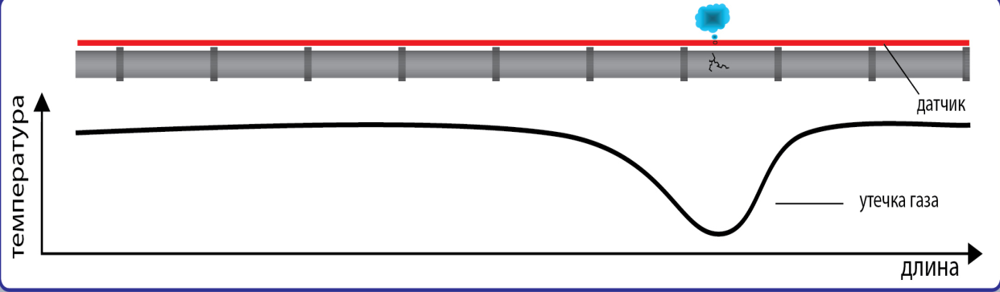 датчик
температура
утечка газа
длина